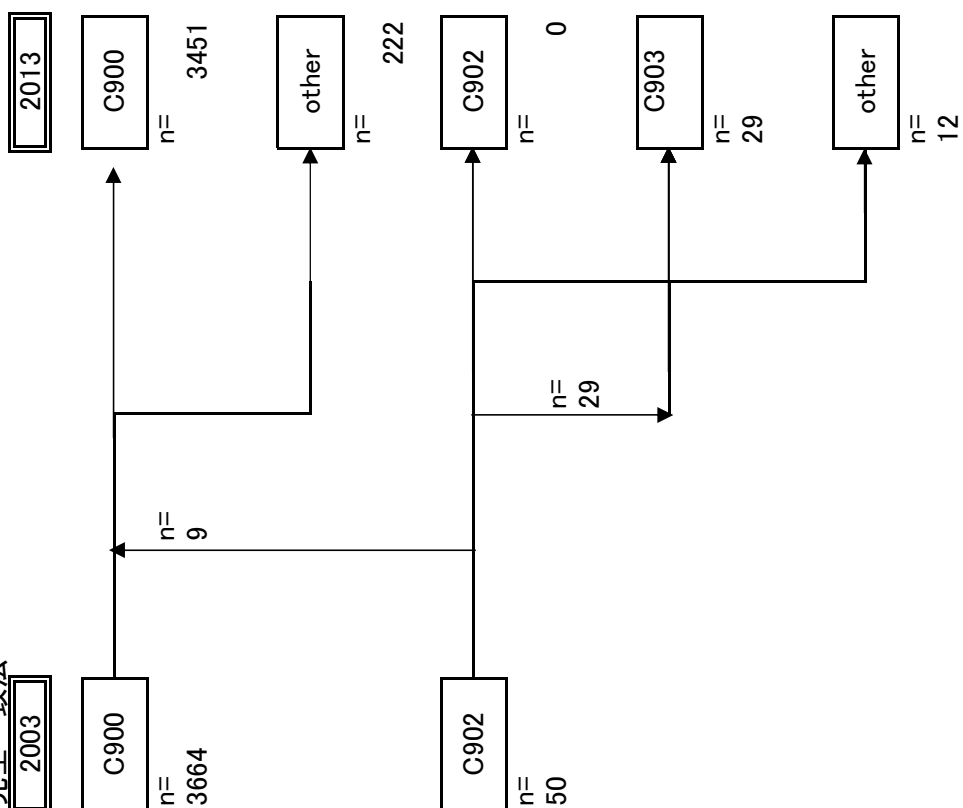 2003
2013
C900
n=
3664
C900
n=
3451
other
n=
222
n=
9
C902
n=
50
C902
n=
0
n=
29
C903
n=
29
other
n=
12